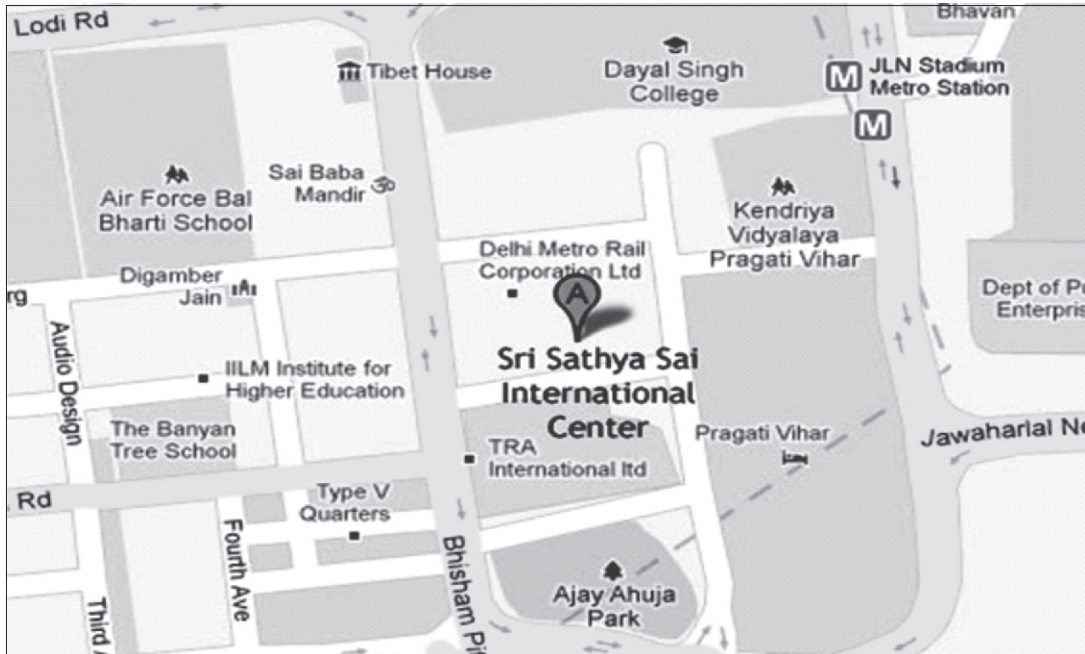 Lodi Rd
Bhavan
Tibet House
Dayal Singh
College
M
JLN Stadium
Metro Station
M
Sai Baba
Mandir
Air Force Bal
Bharti School
Kendriya
Vidyalaya
Pragati Vihar
Delhi Metro Rail
Corporation Ltd
Digamber
Jain
rg
A
Dept of Pu
Enterpris
Sri Sathya Sai
International
Center
Audio Design
IILM Institute for
Higher Education
The Banyan
Tree School
TRA
International ltd
Pragati Vihar
Jawaharlal Ne
Rd
Type V
Quarters
Fourth Ave
Bhisham Pit
Third A
Ajay Ahuja
Park